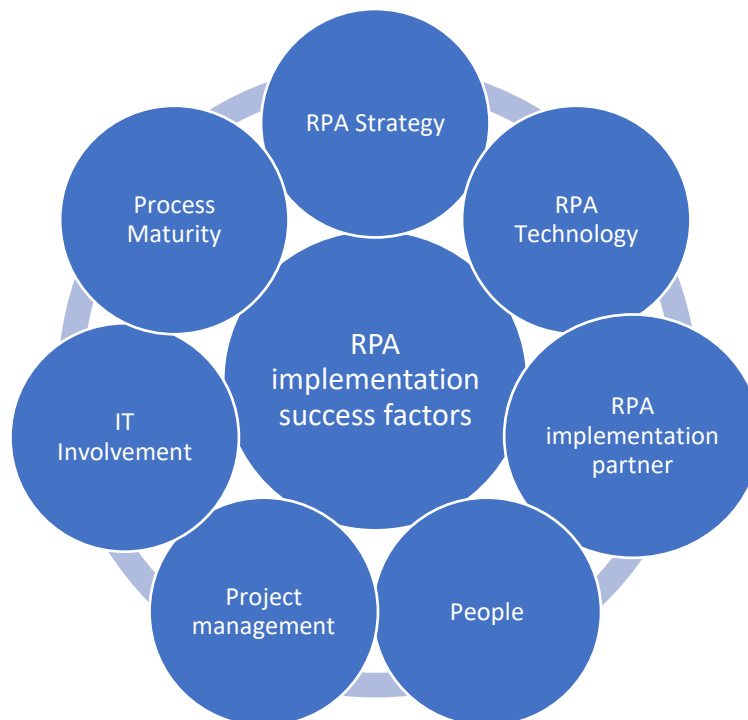 RPA Strategy
RPA
Technology
RPA
implementation
partner
People
Project
management
IT
Involvement
Process
Maturity
RPA
implementation
success factors